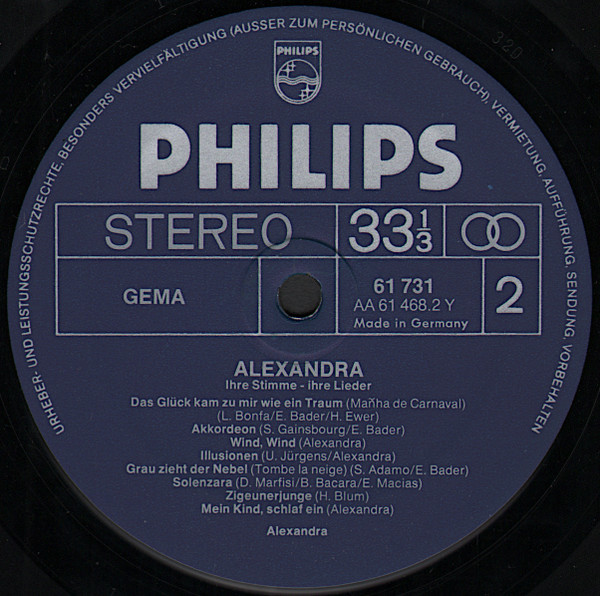 URHEBER- UND LEISTUNGSSCHUTZRECHTE, BESONDERS VERVIELFÄLTIGUNG (AUSSER ZUM PERSÖNLICHEN GEBRAUCH), VERMIETUNG, AUFFÜHRUNG, SENDUNG, VORBEHALTEN
320
PHILIPS
PHILIPS
STEREO 33 1/3
GEMA
61 731
AA 61 468.2 Y
Made in Germany
2
ALEXANDRA
Ihre Stimme - ihre Lieder
Das Glück kam zu mir wie ein Traum (Mañha de Carnaval)
(L. Bonfa/E. Bader/H. Ewer)
Akkordeon (S. Gainsbourg/E. Bader)
Wind, Wind (Alexandra)
Illusionen (U. Jürgens/Alexandra)
Grau zieht der Nebel (Tombe la neige) (S. Adamo/E. Bader)
Solenzara (D. Marfisi/B. Bacara/E. Macias)
Zigeunerjunge (H. Blum)
Mein Kind, schlaf ein (Alexandra)
Alexandra